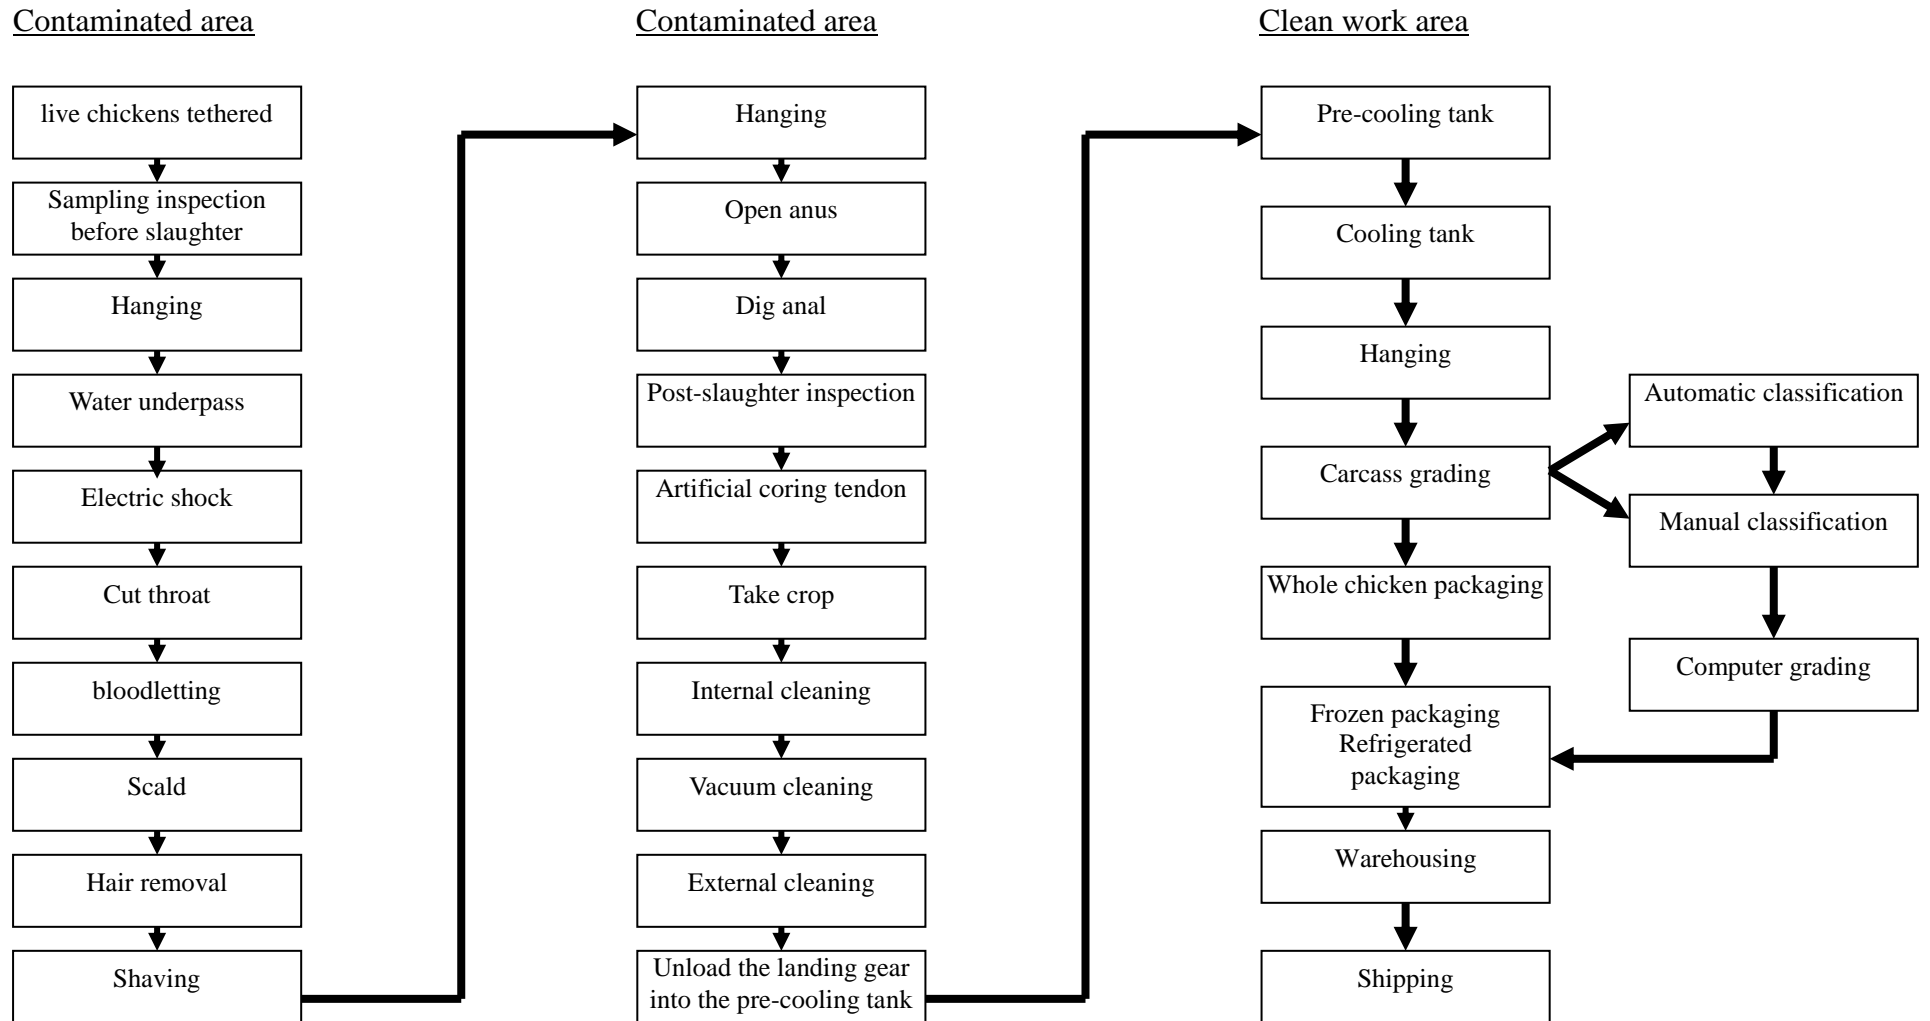 Contaminated area
live chickens tethered
Sampling inspection
before slaughter
Hanging
Water underpass
Electric shock
Cut throat
bloodletting
Scald
Hair removal
Shaving
Contaminated area
Hanging
Open anus
Dig anal
Post-slaughter inspection
Artificial coring tendon
Take crop
Internal cleaning
Vacuum cleaning
External cleaning
Unload the landing gear
into the pre-cooling tank
Clean work area
Pre-cooling tank
Cooling tank
Hanging
Carcass grading
Whole chicken packaging
Frozen packaging
Refrigerated
packaging
Warehousing
Shipping
Automatic classification
Manual classification
Computer grading